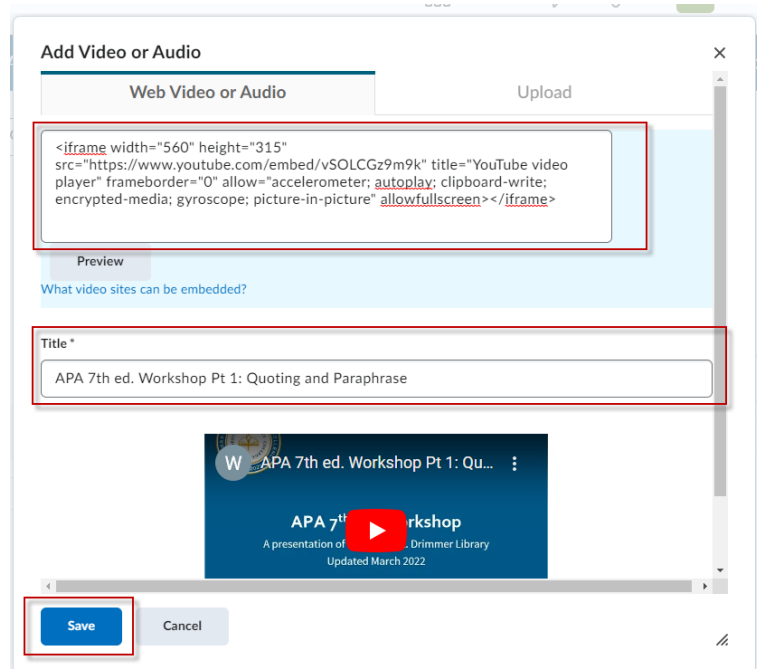 Add Video or Audio
Web Video or Audio
Upload
<iframe width="560" height="315"
src="https://www.youtube.com/embed/vSOLCGz9m9k" title="YouTube video
player" frameborder="0" allow="accelerometer; autoplay; clipboard-write;
encrypted-media; gyroscope; picture-in-picture" allowfullscreen></iframe>
Preview
What video sites can be embedded?
Title *
APA 7th ed. Workshop Pt 1: Quoting and Paraphrase
W APA 7th ed. Workshop Pt 1: Qu...
APA 7th rkshop
A presentation of Drimmer Library
Updated March 2022
Save
Cancel